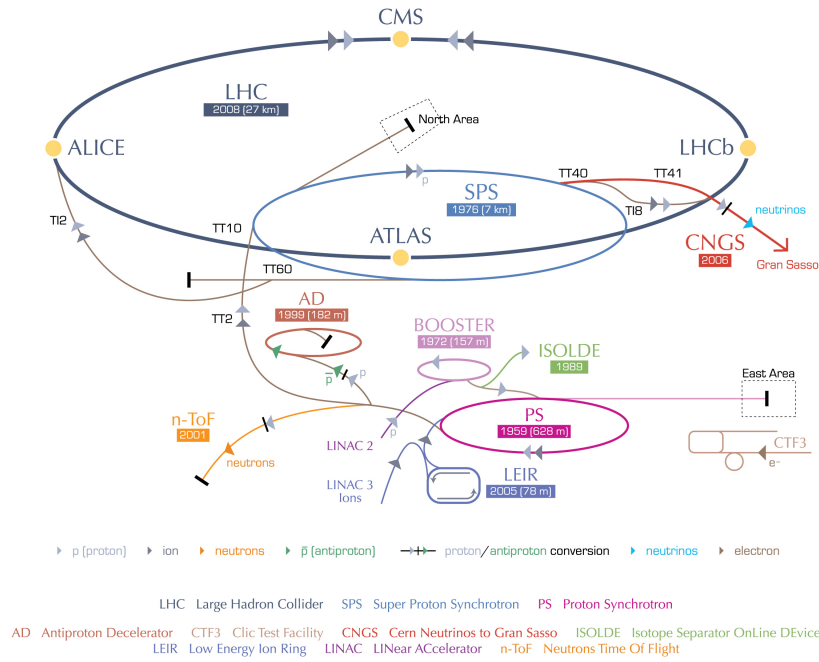 CMS
LHC
2008 (27 km)
North Area
ALICE
LHCb
TT40
TT41
p
SPS
1976 (7 km)
TI2
TT10
TI8
neutrinos
ATLAS
CNGS
2006
Gran Sasso
TT60
AD
1999 (182 m)
TT2
BOOSTER
1972 (157 m)
ISOLDE
1989
p̅
p
East Area
n-ToF
2001
PS
1959 (628 m)
p
LINAC 2
neutrons
CTF3
e-
LEIR
2005 (78 m)
LINAC 3
Ions
p (proton) ion neutrons p̅ (antiproton) proton/antiproton conversion neutrinos electron
LHC Large Hadron Collider SPS Super Proton Synchrotron PS Proton Synchrotron
AD Antiproton Decelerator CTF3 Clic Test Facility CNGS Cern Neutrinos to Gran Sasso ISOLDE Isotope Separator OnLine DEvice
LEIR Low Energy Ion Ring LINAC LINear ACcelerator n-ToF Neutrons Time Of Flight